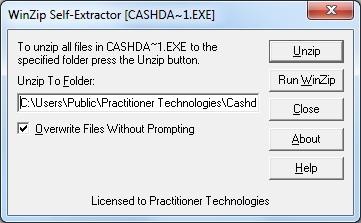 WinZip Self-Extractor [CASHDA~1.EXE]
To unzip all files in CASHDA~1.EXE to the
specified folder press the Unzip button.
Unzip To Folder:
C:\Users\Public\Practitioner Technologies\Cashd
Overwrite Files Without Prompting
Unzip
Run WinZip
Close
About
Help
Licensed to Practitioner Technologies